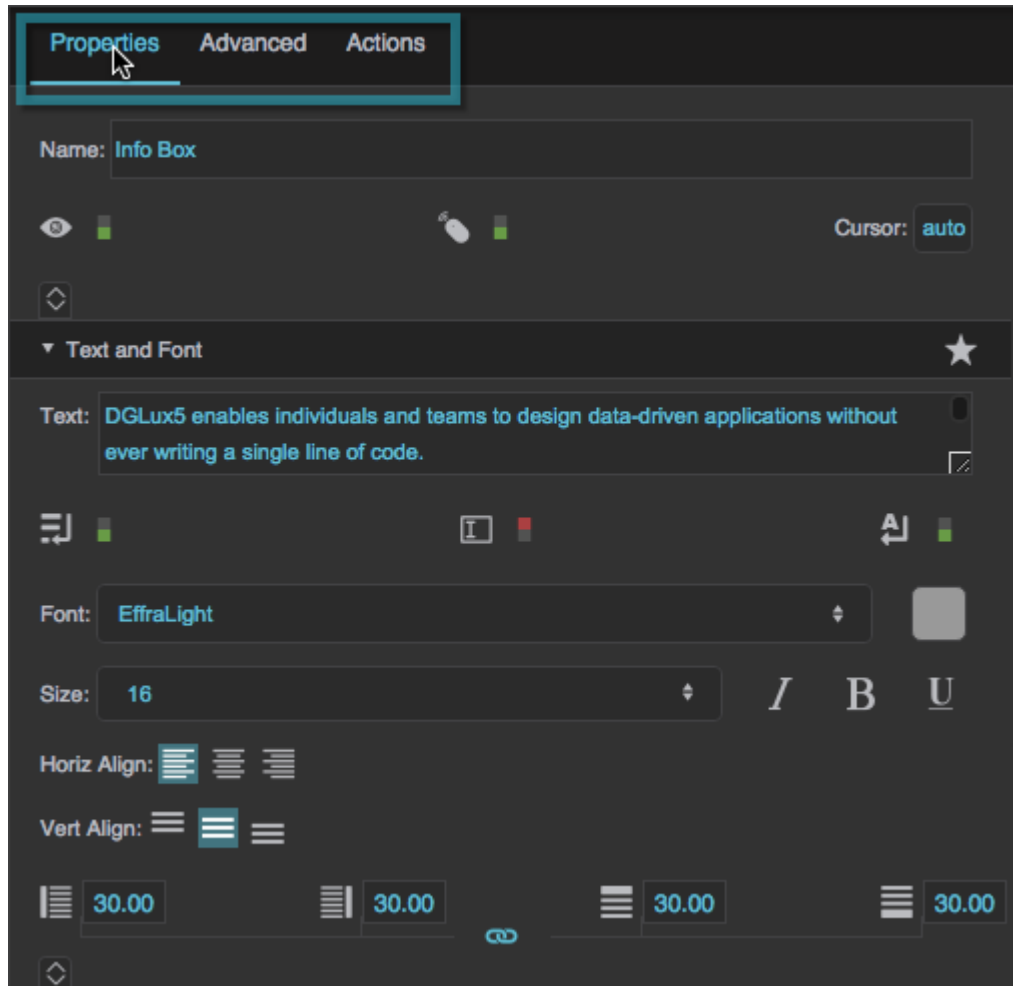 Properties Advanced Actions
Name: Info Box
Cursor: auto
Text and Font
Text: DGLux5 enables individuals and teams to design data-driven applications without
ever writing a single line of code.
Font: EffraLight
Size: 16 I B U
Horiz Align:
Vert Align:
30.00 30.00 30.00 30.00